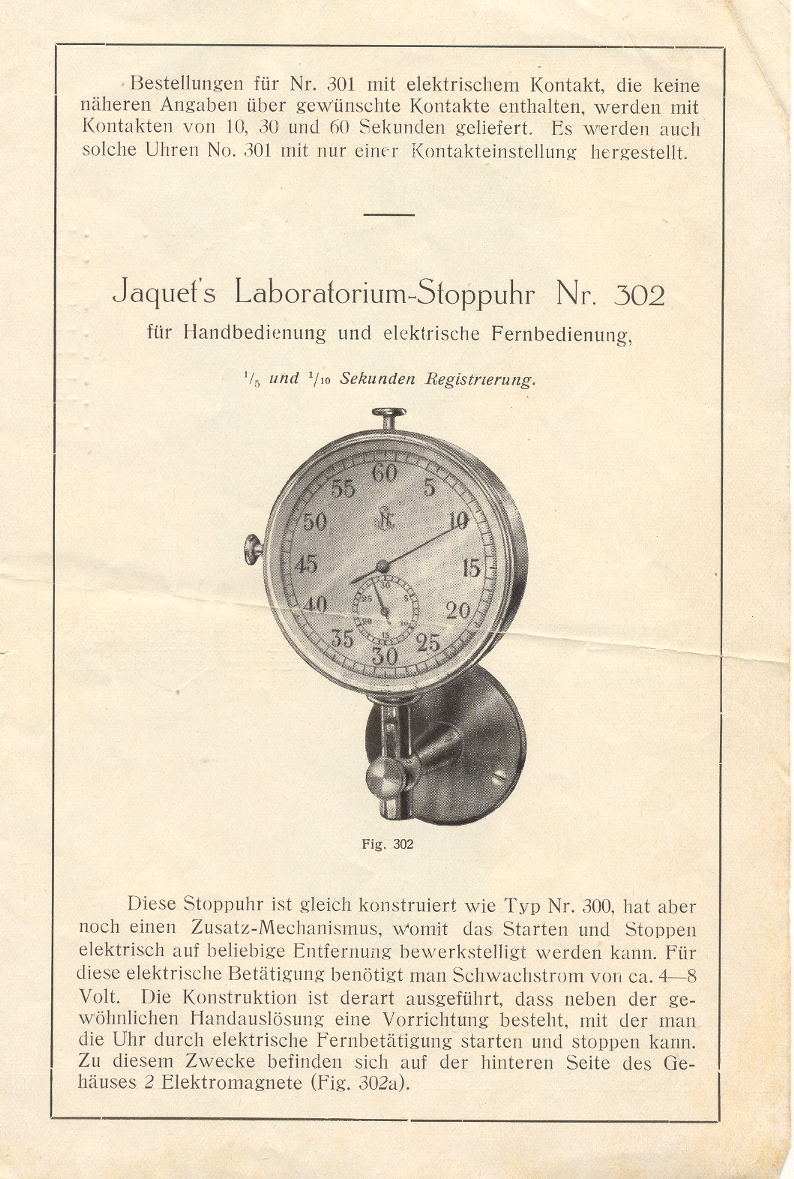 Bestellungen für Nr. 301 mit elektrischem Kontakt, die keine
näheren Angaben über gewünschte Kontakte enthalten, werden mit
Kontakten von 10, 30 und 60 Sekunden geliefert. Es werden auch
solche Uhren No. 301 mit nur einer Kontakteinstellung hergestellt.
Jaquet's Laboratorium-Stoppuhr Nr. 302
für Handbedienung und elektrische Fernbedienung,
1/5 und 1/10 Sekunden Registrierung.
60
55 5
50 10
45 15
40 20
35 25
30
30
25 5
20 10
15
Fig. 302
Diese Stoppuhr ist gleich konstruiert wie Typ Nr. 300, hat aber
noch einen Zusatz-Mechanismus, womit das Starten und Stoppen
elektrisch auf beliebige Entfernung bewerkstelligt werden kann. Für
diese elektrische Betätigung benötigt man Schwachstrom von ca. 4—8
Volt. Die Konstruktion ist derart ausgeführt, dass neben der ge-
wöhnlichen Handauslösung eine Vorrichtung besteht, mit der man
die Uhr durch elektrische Fernbetätigung starten und stoppen kann.
Zu diesem Zwecke befinden sich auf der hinteren Seite des Ge-
häuses 2 Elektromagnete (Fig. 302a).